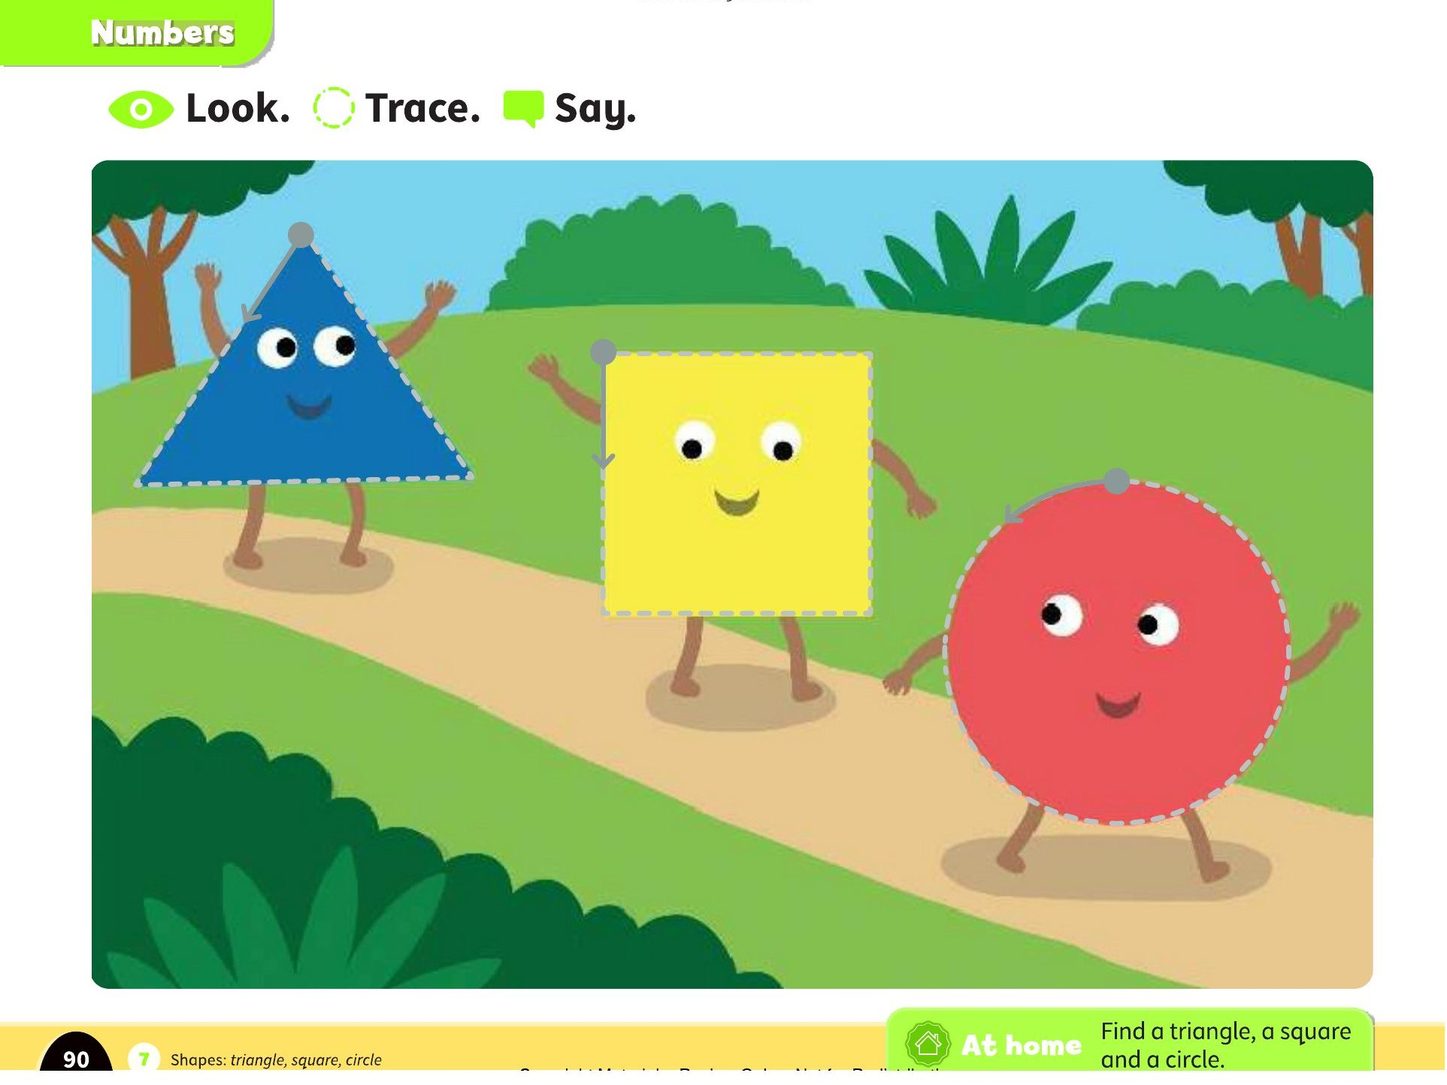 Numbers
Look. Trace. Say.
90 7 Shapes: triangle, square, circle
At home
Find a triangle, a square
and a circle.